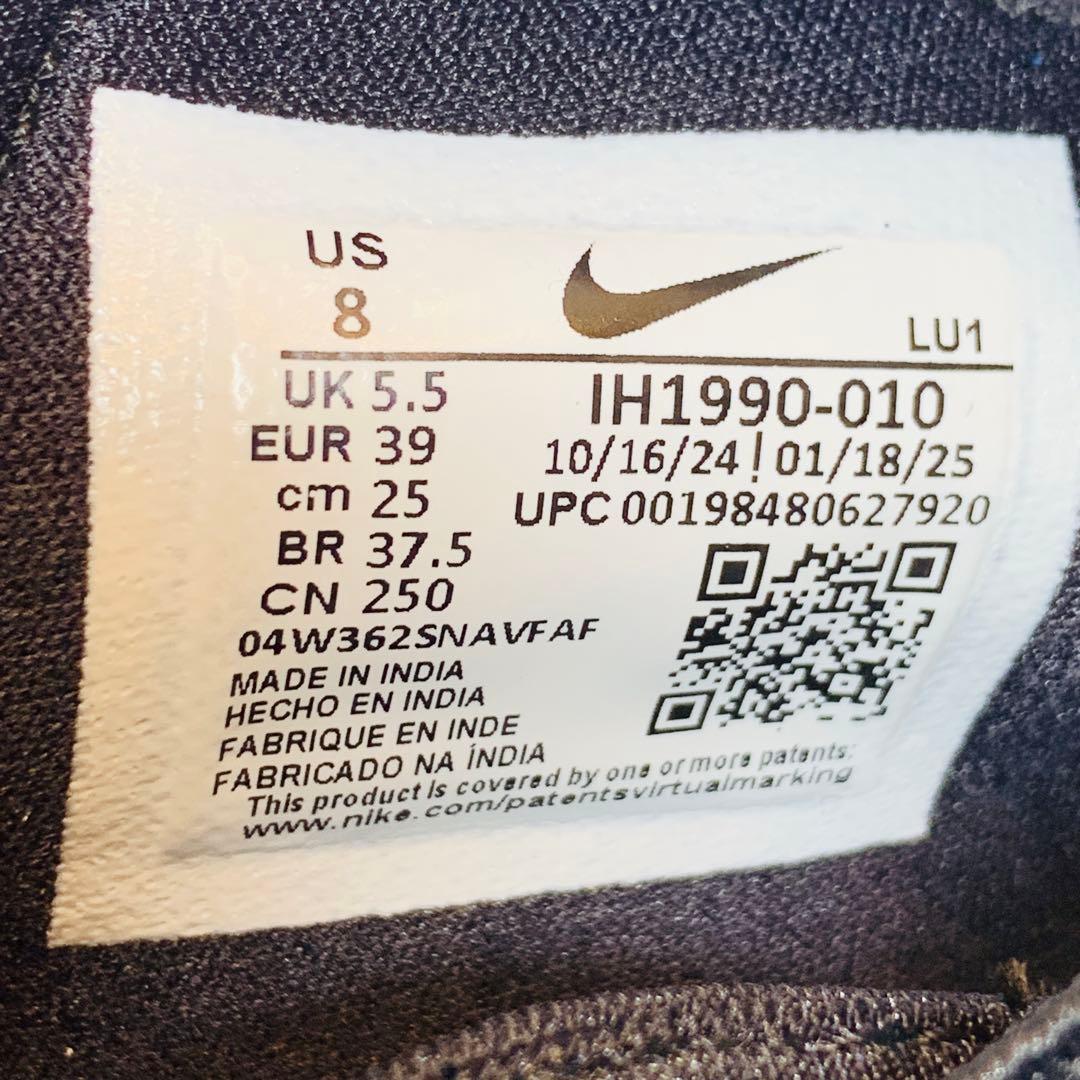 US
8
LU1
UK 5.5
EUR 39
cm 25
BR 37.5
CN 250
IH1990-010
10/16/24 ¦ 01/18/25
UPC 00198480627920
04W362SNAVFAF
MADE IN INDIA
HECHO EN INDIA
FABRIQUE EN INDE
FABRICADO NA ÍNDIA
This product is covered by one or more patents:
www.nike.com/patentsvirtualmarking